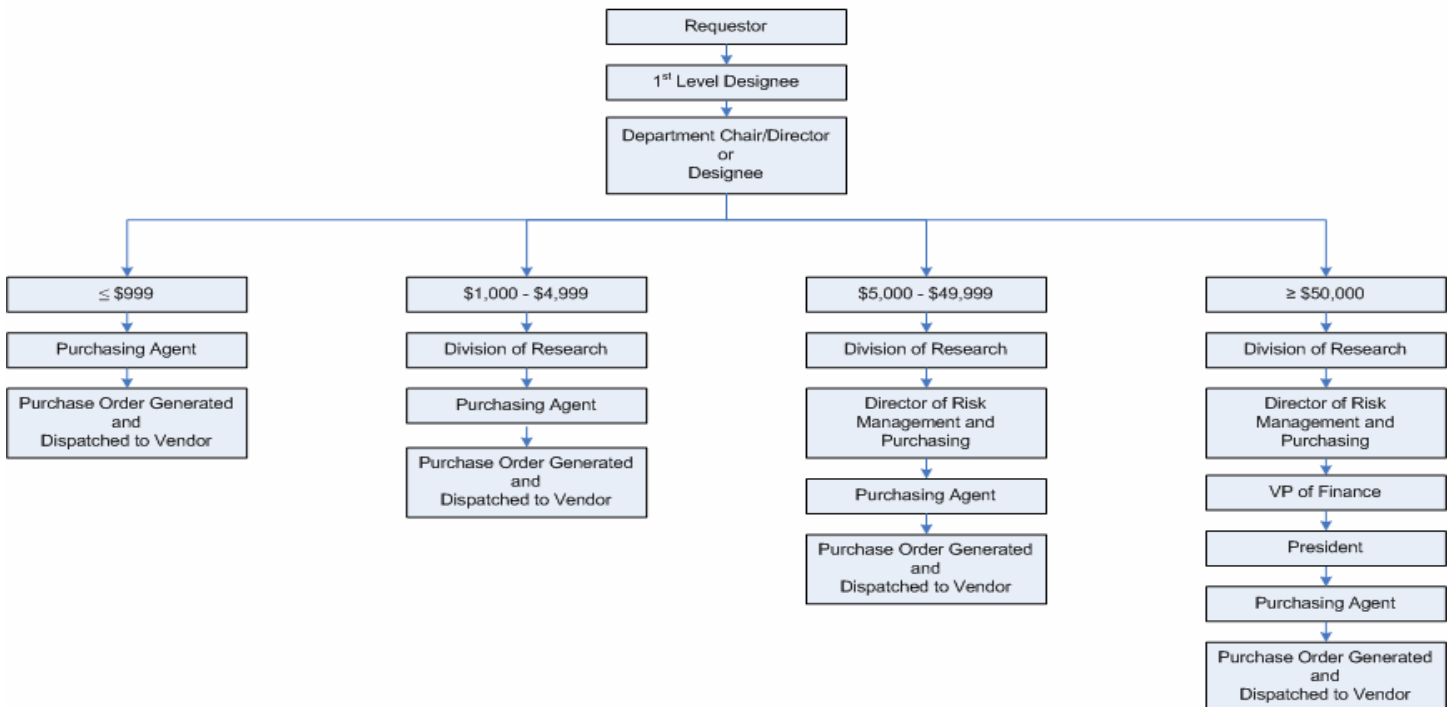 Requestor
1st Level Designee
Department Chair/Director
or
Designee
≤ $999
Purchasing Agent
Purchase Order Generated
and
Dispatched to Vendor
$1,000 - $4,999
Division of Research
Purchasing Agent
Purchase Order Generated
and
Dispatched to Vendor
$5,000 - $49,999
Division of Research
Director of Risk
Management and
Purchasing
Purchasing Agent
Purchase Order Generated
and
Dispatched to Vendor
≥ $50,000
Division of Research
Director of Risk
Management and
Purchasing
VP of Finance
President
Purchasing Agent
Purchase Order Generated
and
Dispatched to Vendor